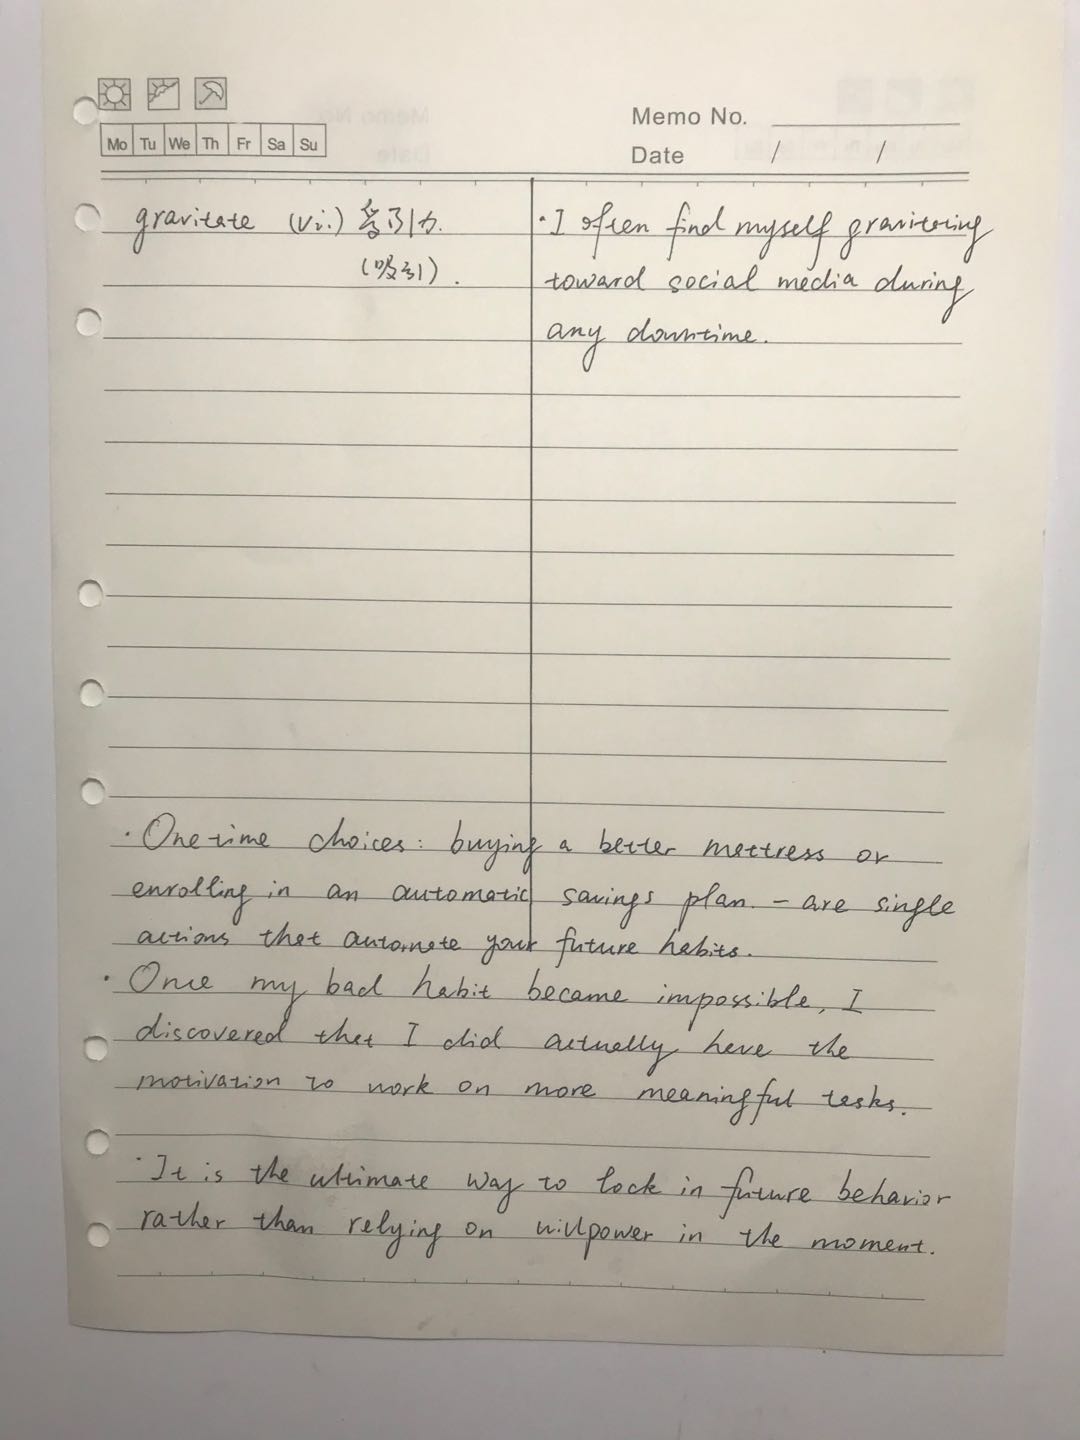 Mo Tu We Th Fr Sa Su
Memo No.
Date / /
gravitate (vi.) 受引力.
(吸引).
·I often find myself gravitating
toward social media during
any downtime.
·One-time choices: buying a better mattress or
enrolling in an automatic savings plan. – are single
actions that automate your future habits.
· Once my bad habit became impossible, I
discovered that I did actually have the
motivation to work on more meaningful tasks.
·It is the ultimate way to lock in future behavior
rather than relying on willpower in the moment.